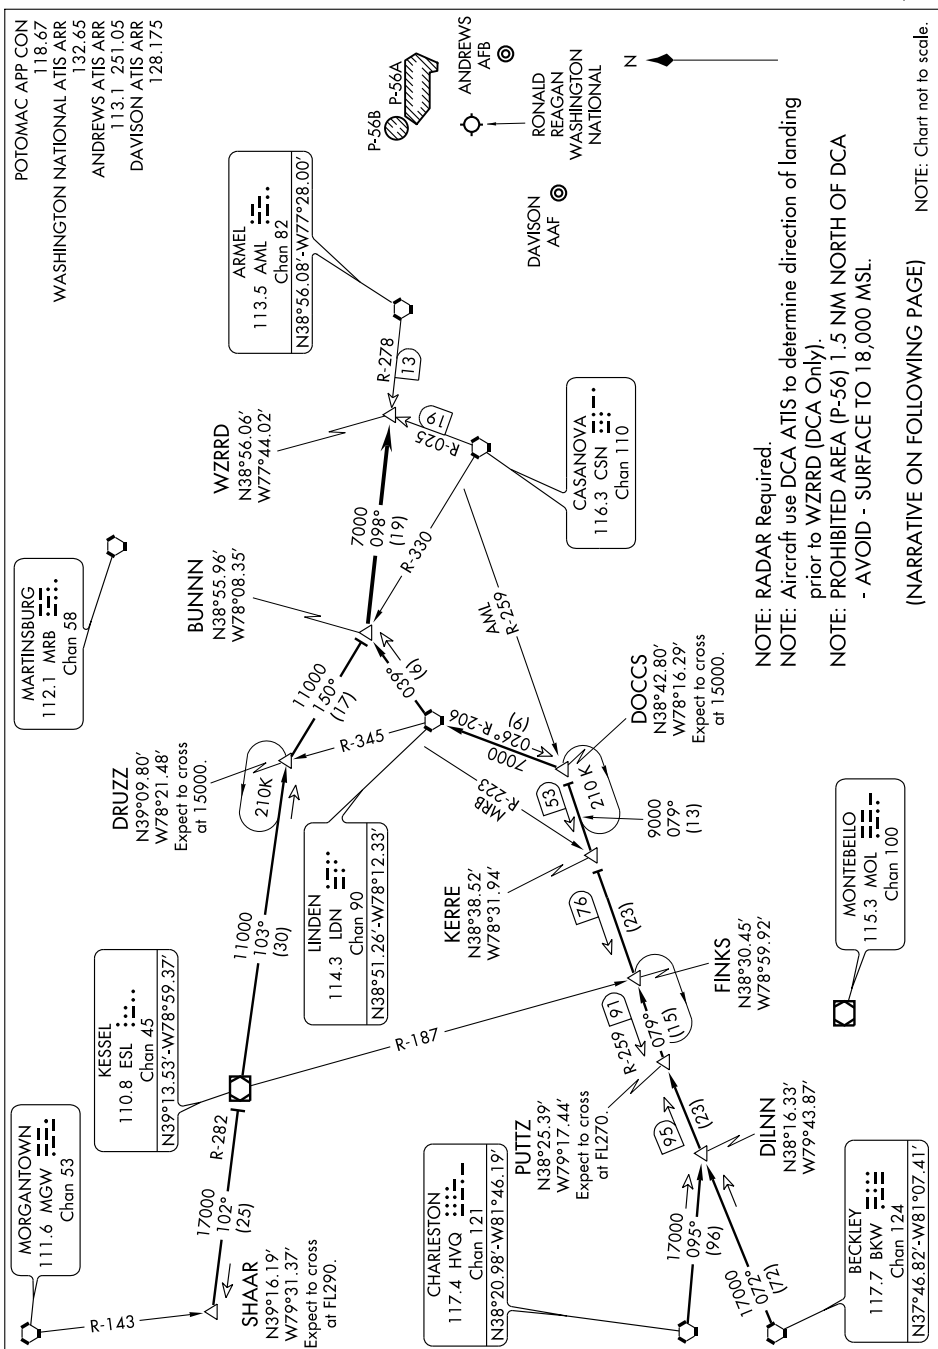 POTOMAC APP CON
118.67
WASHINGTON NATIONAL ATIS ARR
132.65
ANDREWS ATIS ARR
113.1 251.05
DAVISON ATIS ARR
128.175
P-56B
P-56A
ANDREWS
AFB
RONALD
REAGAN
WASHINGTON
NATIONAL
DAVISON
AAF
N
ARMEL
113.5 AML
Chan 82
N38°56.08'-W77°28.00'
R-278
13
WZRRD
N38°56.06'
W77°44.02'
R-025
19
CASANOVA
116.3 CSN
Chan 110
7000
098°
(19)
R-330
AML
R-259
MARTINSBURG
112.1 MRB
Chan 58
BUNNN
N38°55.96'
W78°08.35'
039°
(6)
11000
150°
(17)
DRUZZ
N39°09.80'
W78°21.48'
Expect to cross
at 15000.
210K
R-345
R-206
7000
026°
(9)
MRB
R-223
DOCCS
N38°42.80'
W78°16.29'
Expect to cross
at 15000.
210K
53
9000
079°
(13)
LINDEN
114.3 LDN
Chan 90
N38°51.26'-W78°12.33'
KERRE
N38°38.52'
W78°31.94'
76
(23)
11000
103°
(30)
KESSEL
110.8 ESL
Chan 45
N39°13.53'-W78°59.37'
R-187
FINKS
N38°30.45'
W78°59.92'
MONTEBELLO
115.3 MOL
Chan 100
R-259
91
079°
(15)
PUTTZ
N38°25.39'
W79°17.44'
Expect to cross
at FL270.
95
(23)
DILNN
N38°16.33'
W79°43.87'
R-282
17000
102°
(25)
MORGANTOWN
111.6 MGW
Chan 53
R-143
SHAAR
N39°16.19'
W79°31.37'
Expect to cross
at FL290.
CHARLESTON
117.4 HVQ
Chan 121
N38°20.98'-W81°46.19'
17000
095°
(96)
17000
072°
(72)
BECKLEY
117.7 BKW
Chan 124
N37°46.82'-W81°07.41'
NOTE: RADAR Required.
NOTE: Aircraft use DCA ATIS to determine direction of landing
prior to WZRRD (DCA Only).
NOTE: PROHIBITED AREA (P-56) 1.5 NM NORTH OF DCA
- AVOID - SURFACE TO 18,000 MSL.
(NARRATIVE ON FOLLOWING PAGE)
NOTE: Chart not to scale.